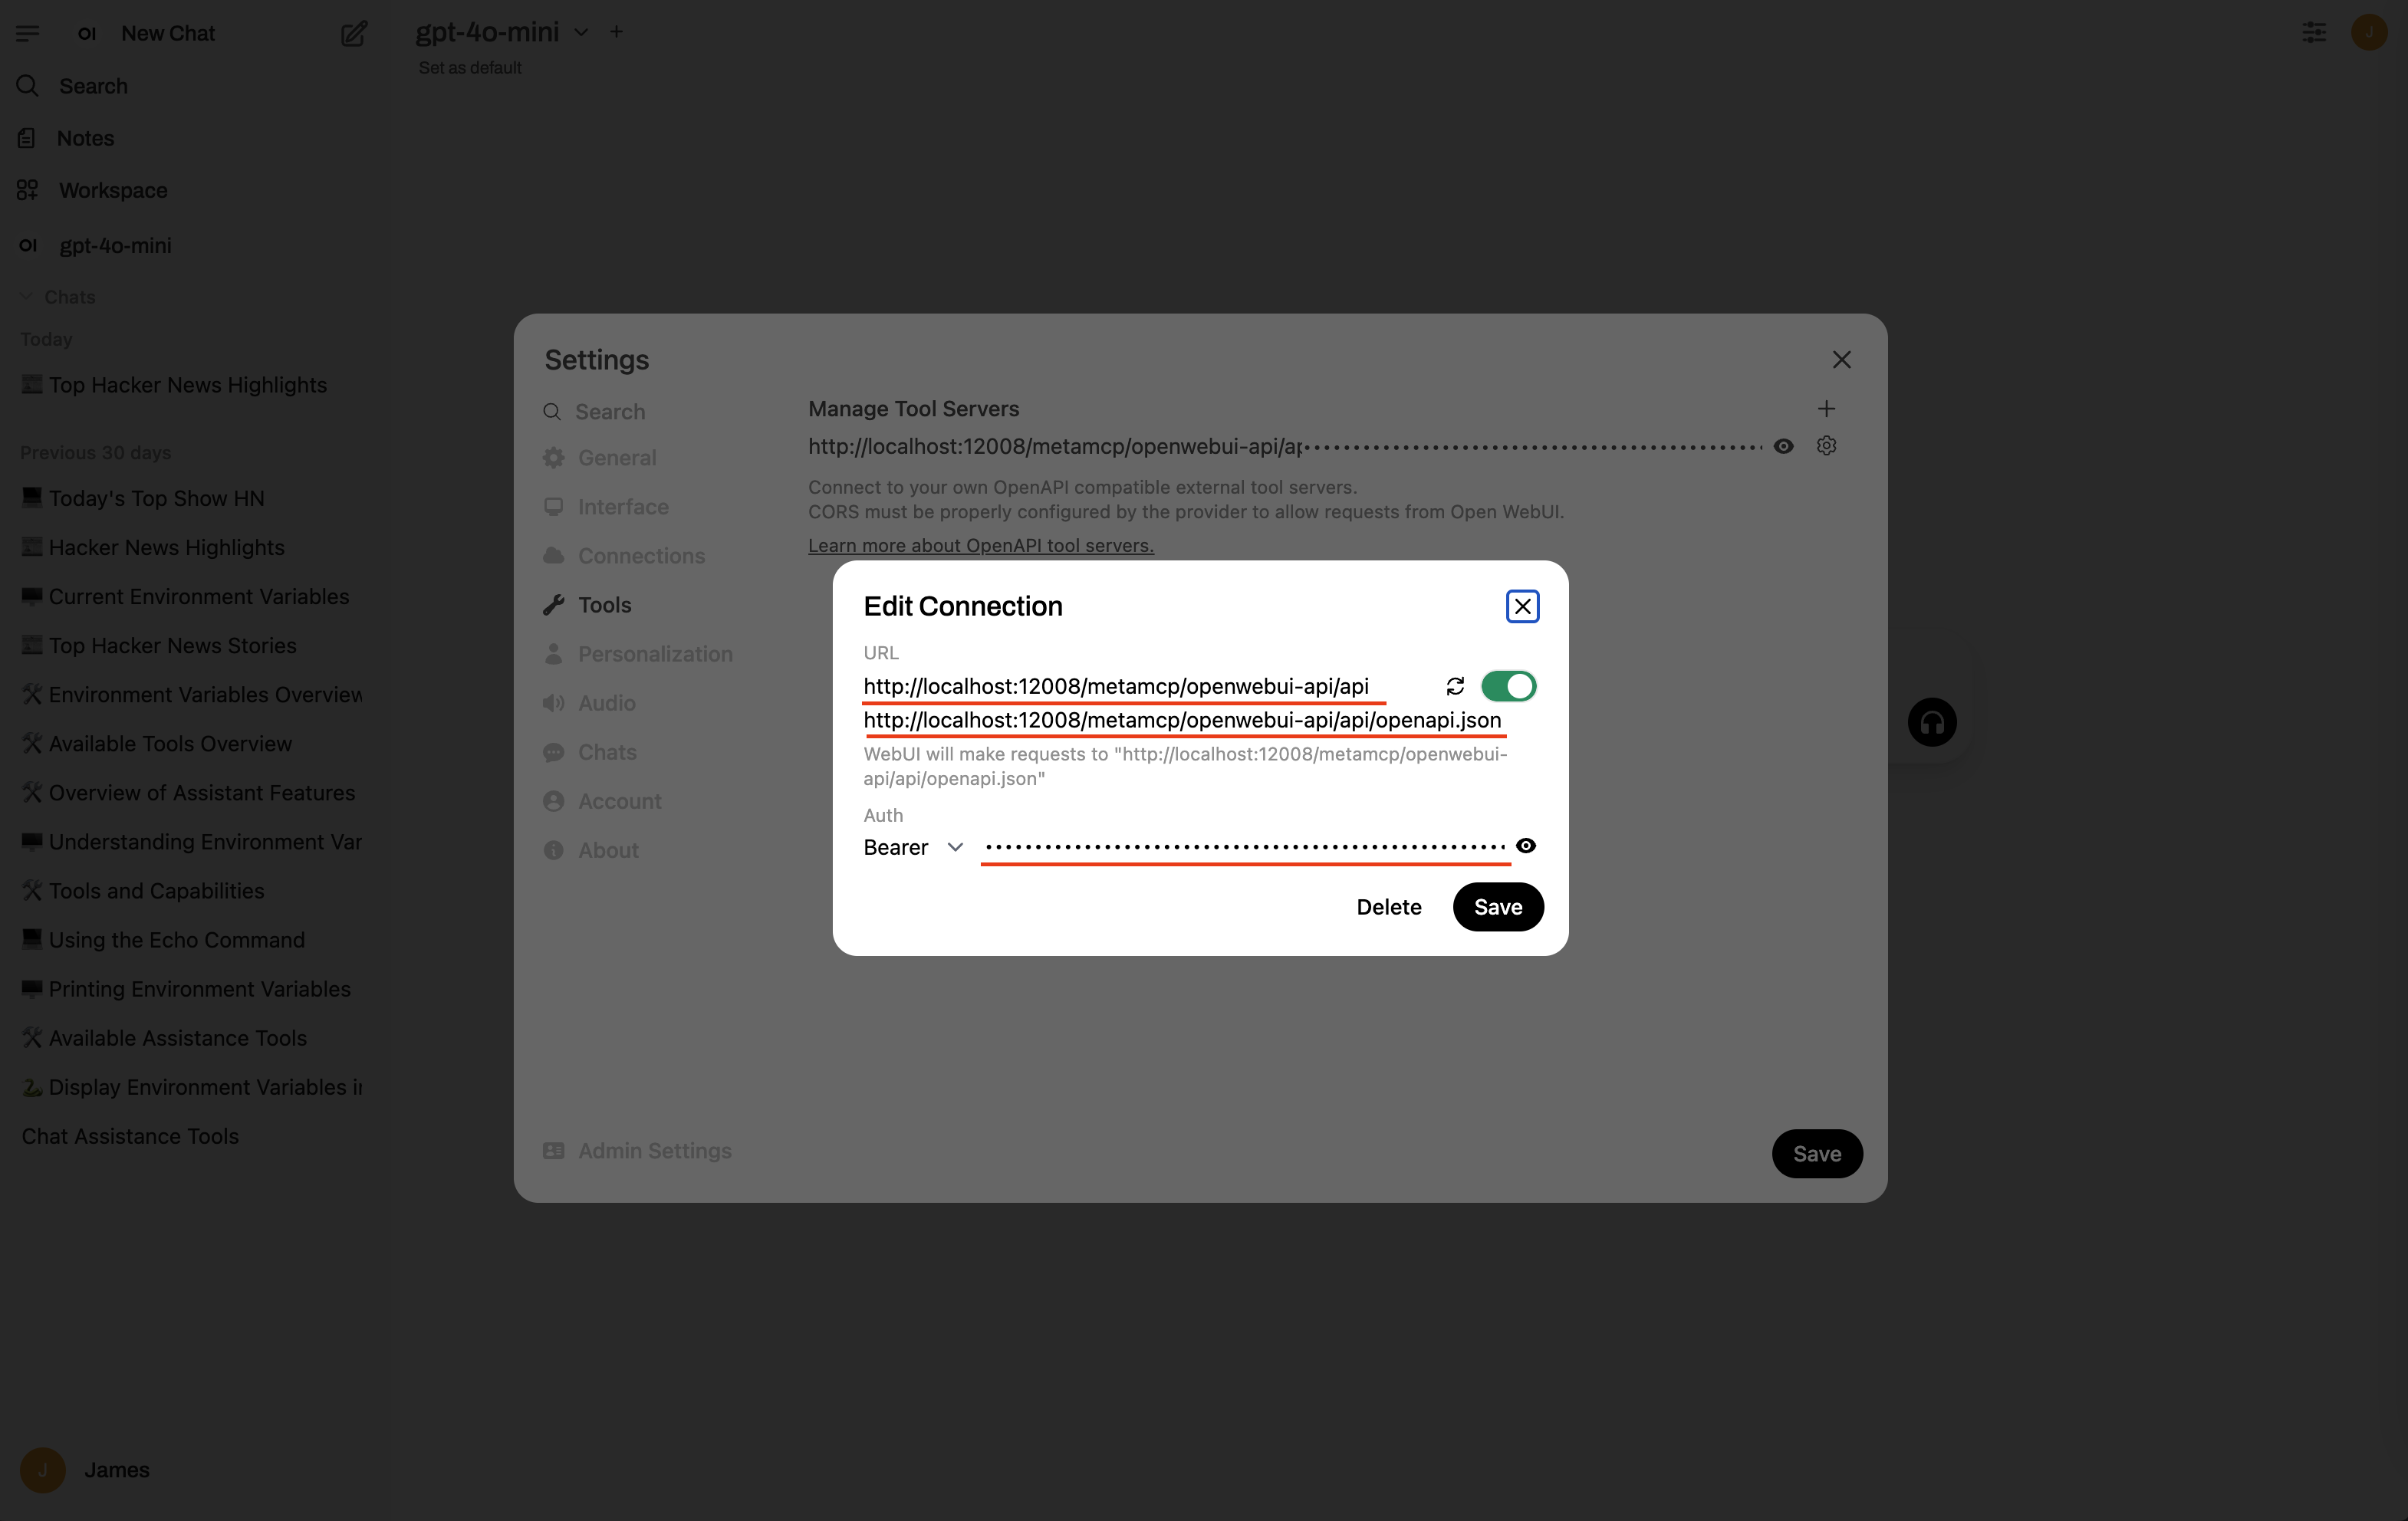 OI New Chat
gpt-4o-mini
Set as default
J
Search
Notes
Workspace
OI gpt-4o-mini
Chats
Today
Top Hacker News Highlights
Previous 30 days
Today's Top Show HN
Hacker News Highlights
Current Environment Variables
Top Hacker News Stories
Environment Variables Overview
Available Tools Overview
Overview of Assistant Features
Understanding Environment Var
Tools and Capabilities
Using the Echo Command
Printing Environment Variables
Available Assistance Tools
Display Environment Variables in
Chat Assistance Tools
J James
Settings
Search
General
Interface
Connections
Tools
Personalization
Audio
Chats
Account
About
Admin Settings
Manage Tool Servers
http://localhost:12008/metamcp/openwebui-api/ap
Connect to your own OpenAPI compatible external tool servers.
CORS must be properly configured by the provider to allow requests from Open WebUI.
Learn more about OpenAPI tool servers.
Edit Connection
URL
http://localhost:12008/metamcp/openwebui-api/api
http://localhost:12008/metamcp/openwebui-api/api/openapi.json
WebUI will make requests to "http://localhost:12008/metamcp/openwebui-
api/api/openapi.json"
Auth
Bearer
Delete
Save
Save